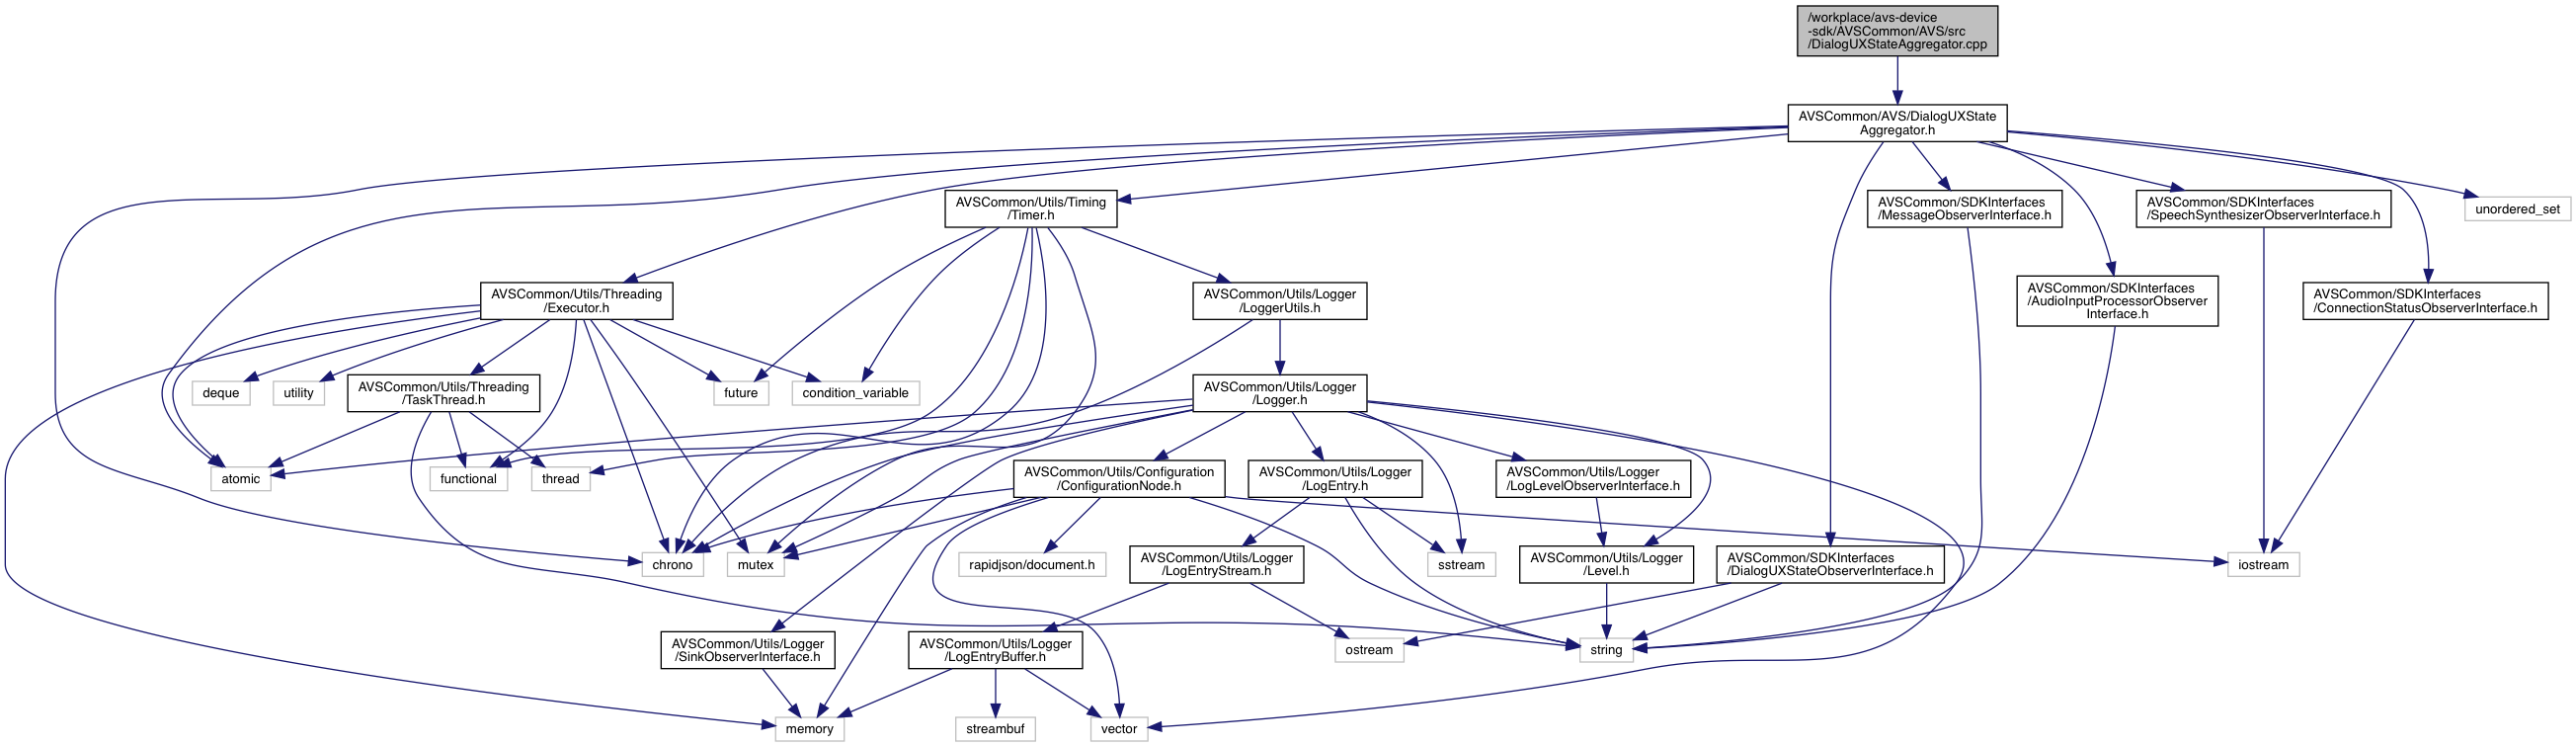 /workplace/avs-device
-sdk/AVSCommon/AVS/src
/DialogUXStateAggregator.cpp
AVSCommon/AVS/DialogUXState
Aggregator.h
AVSCommon/Utils/Timing
/Timer.h
AVSCommon/SDKInterfaces
/MessageObserverInterface.h
AVSCommon/SDKInterfaces
/SpeechSynthesizerObserverInterface.h
unordered_set
AVSCommon/Utils/Threading
/Executor.h
AVSCommon/Utils/Logger
/LoggerUtils.h
AVSCommon/SDKInterfaces
/AudioInputProcessorObserver
Interface.h
AVSCommon/SDKInterfaces
/ConnectionStatusObserverInterface.h
deque
utility
AVSCommon/Utils/Threading
/TaskThread.h
future
condition_variable
AVSCommon/Utils/Logger
/Logger.h
atomic
functional
thread
AVSCommon/Utils/Configuration
/ConfigurationNode.h
AVSCommon/Utils/Logger
/LogEntry.h
AVSCommon/Utils/Logger
/LogLevelObserverInterface.h
chrono
mutex
rapidjson/document.h
AVSCommon/Utils/Logger
/LogEntryStream.h
sstream
AVSCommon/Utils/Logger
/Level.h
AVSCommon/SDKInterfaces
/DialogUXStateObserverInterface.h
iostream
AVSCommon/Utils/Logger
/SinkObserverInterface.h
AVSCommon/Utils/Logger
/LogEntryBuffer.h
ostream
string
memory
streambuf
vector